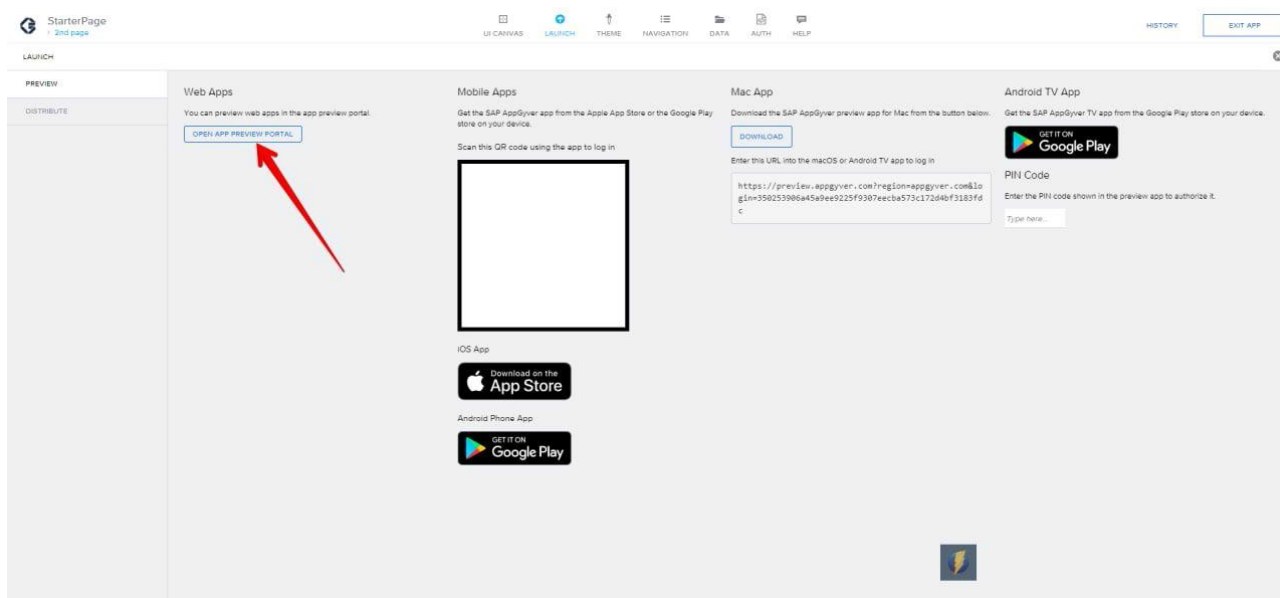 StarterPage
› 2nd page
UI CANVAS
LAUNCH
THEME
NAVIGATION
DATA
AUTH
HELP
HISTORY
EXIT APP
LAUNCH
PREVIEW
DISTRIBUTE
Web Apps
You can preview web apps in the app preview portal.
OPEN APP PREVIEW PORTAL
Mobile Apps
Get the SAP AppGyver app from the Apple App Store or the Google Play
store on your device.
Scan this QR code using the app to log in
iOS App
Download on the
App Store
Android Phone App
GET IT ON
Google Play
Mac App
Download the SAP AppGyver preview app for Mac from the button below.
DOWNLOAD
Enter this URL into the macOS or Android TV app to log in
https://preview.appgyver.com?region=appgyver.com&lo
gin=350253906a45a9ee9225f9307eecba573c172d4bf3183fd
c
Android TV App
Get the SAP AppGyver TV app from the Google Play store on your device.
GET IT ON
Google Play
PIN Code
Enter the PIN code shown in the preview app to authorize it.
Type here...